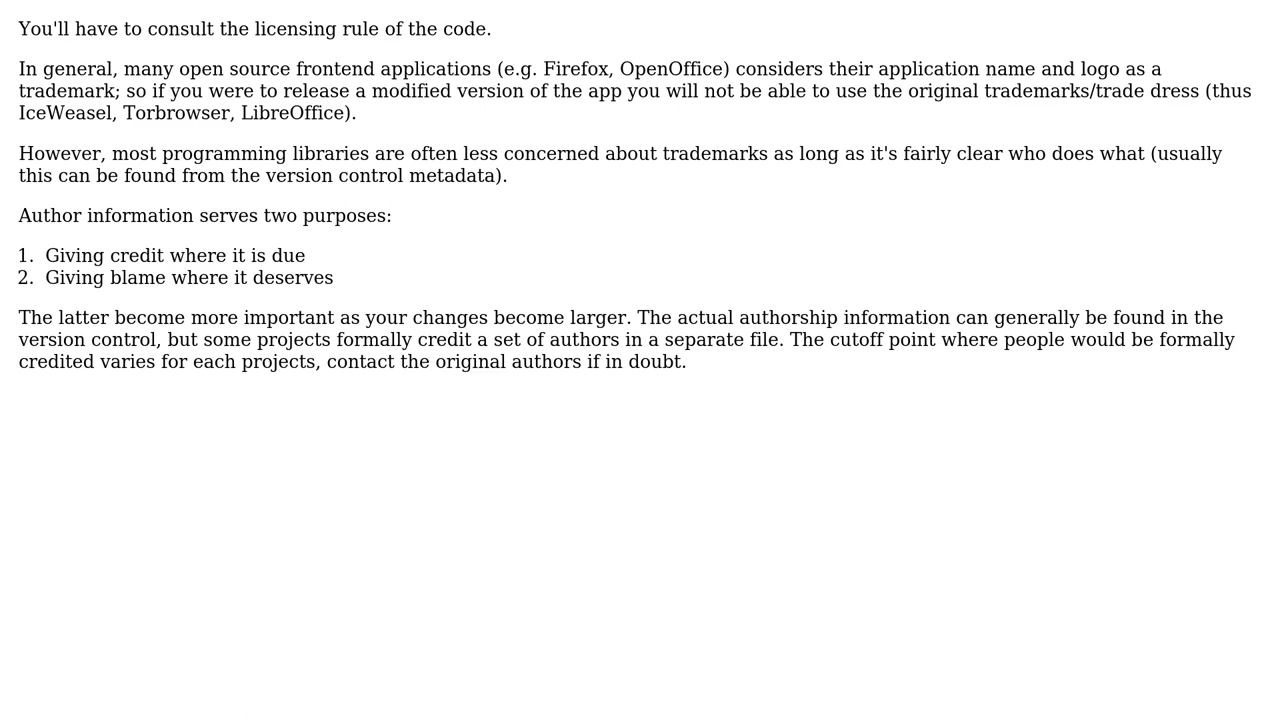 You'll have to consult the licensing rule of the code.
In general, many open source frontend applications (e.g. Firefox, OpenOffice) considers their application name and logo as a
trademark; so if you were to release a modified version of the app you will not be able to use the original trademarks/trade dress (thus
IceWeasel, Torbrowser, LibreOffice).
However, most programming libraries are often less concerned about trademarks as long as it's fairly clear who does what (usually
this can be found from the version control metadata).
Author information serves two purposes:
1. Giving credit where it is due
2. Giving blame where it deserves
The latter become more important as your changes become larger. The actual authorship information can generally be found in the
version control, but some projects formally credit a set of authors in a separate file. The cutoff point where people would be formally
credited varies for each projects, contact the original authors if in doubt.